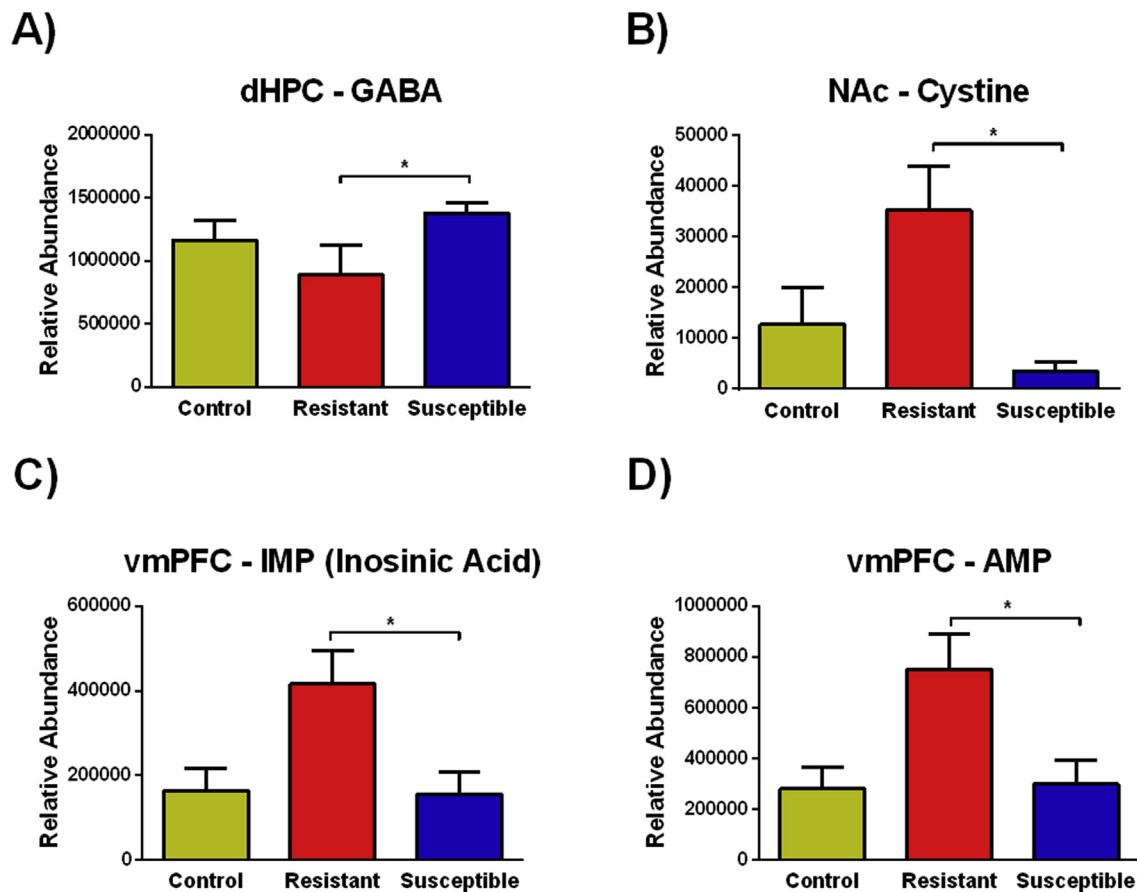 A)
dHPC - GABA
Relative Abundance
2000000
1500000
1000000
500000
0
*
Control Resistant Susceptible
B)
NAc - Cystine
Relative Abundance
50000
40000
30000
20000
10000
0
*
Control Resistant Susceptible
C)
vmPFC - IMP (Inosinic Acid)
Relative Abundance
600000
400000
200000
0
*
Control Resistant Susceptible
D)
vmPFC - AMP
Relative Abundance
1000000
800000
600000
400000
200000
0
*
Control Resistant Susceptible